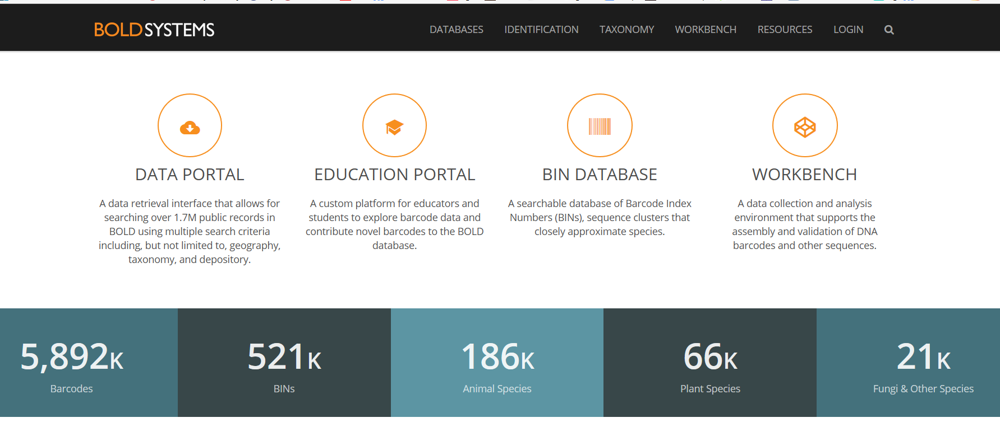 BOLDSYSTEMS
DATABASES IDENTIFICATION TAXONOMY WORKBENCH RESOURCES LOGIN
DATA PORTAL
A data retrieval interface that allows for
searching over 1.7M public records in
BOLD using multiple search criteria
including, but not limited to, geography,
taxonomy, and depository.
EDUCATION PORTAL
A custom platform for educators and
students to explore barcode data and
contribute novel barcodes to the BOLD
database.
BIN DATABASE
A searchable database of Barcode Index
Numbers (BINs), sequence clusters that
closely approximate species.
WORKBENCH
A data collection and analysis
environment that supports the
assembly and validation of DNA
barcodes and other sequences.
5,892K
Barcodes
521K
BINs
186K
Animal Species
66K
Plant Species
21K
Fungi & Other Species